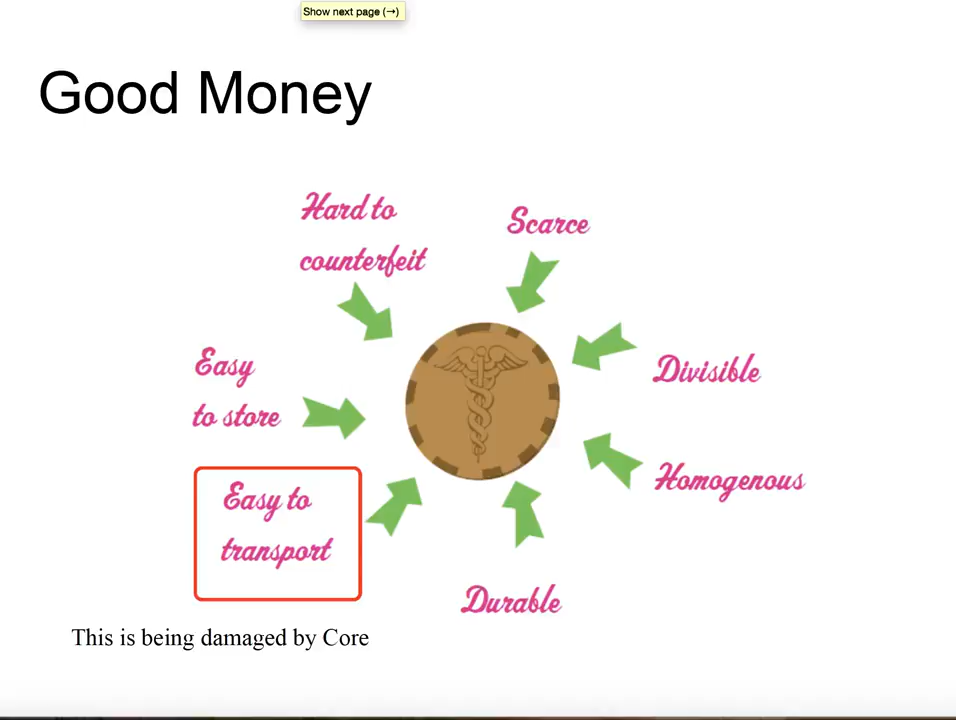 Show next page (→)
Good Money
Hard to
counterfeit
Scarce
Easy
to store
Divisible
Easy to
transport
Homogenous
Durable
This is being damaged by Core